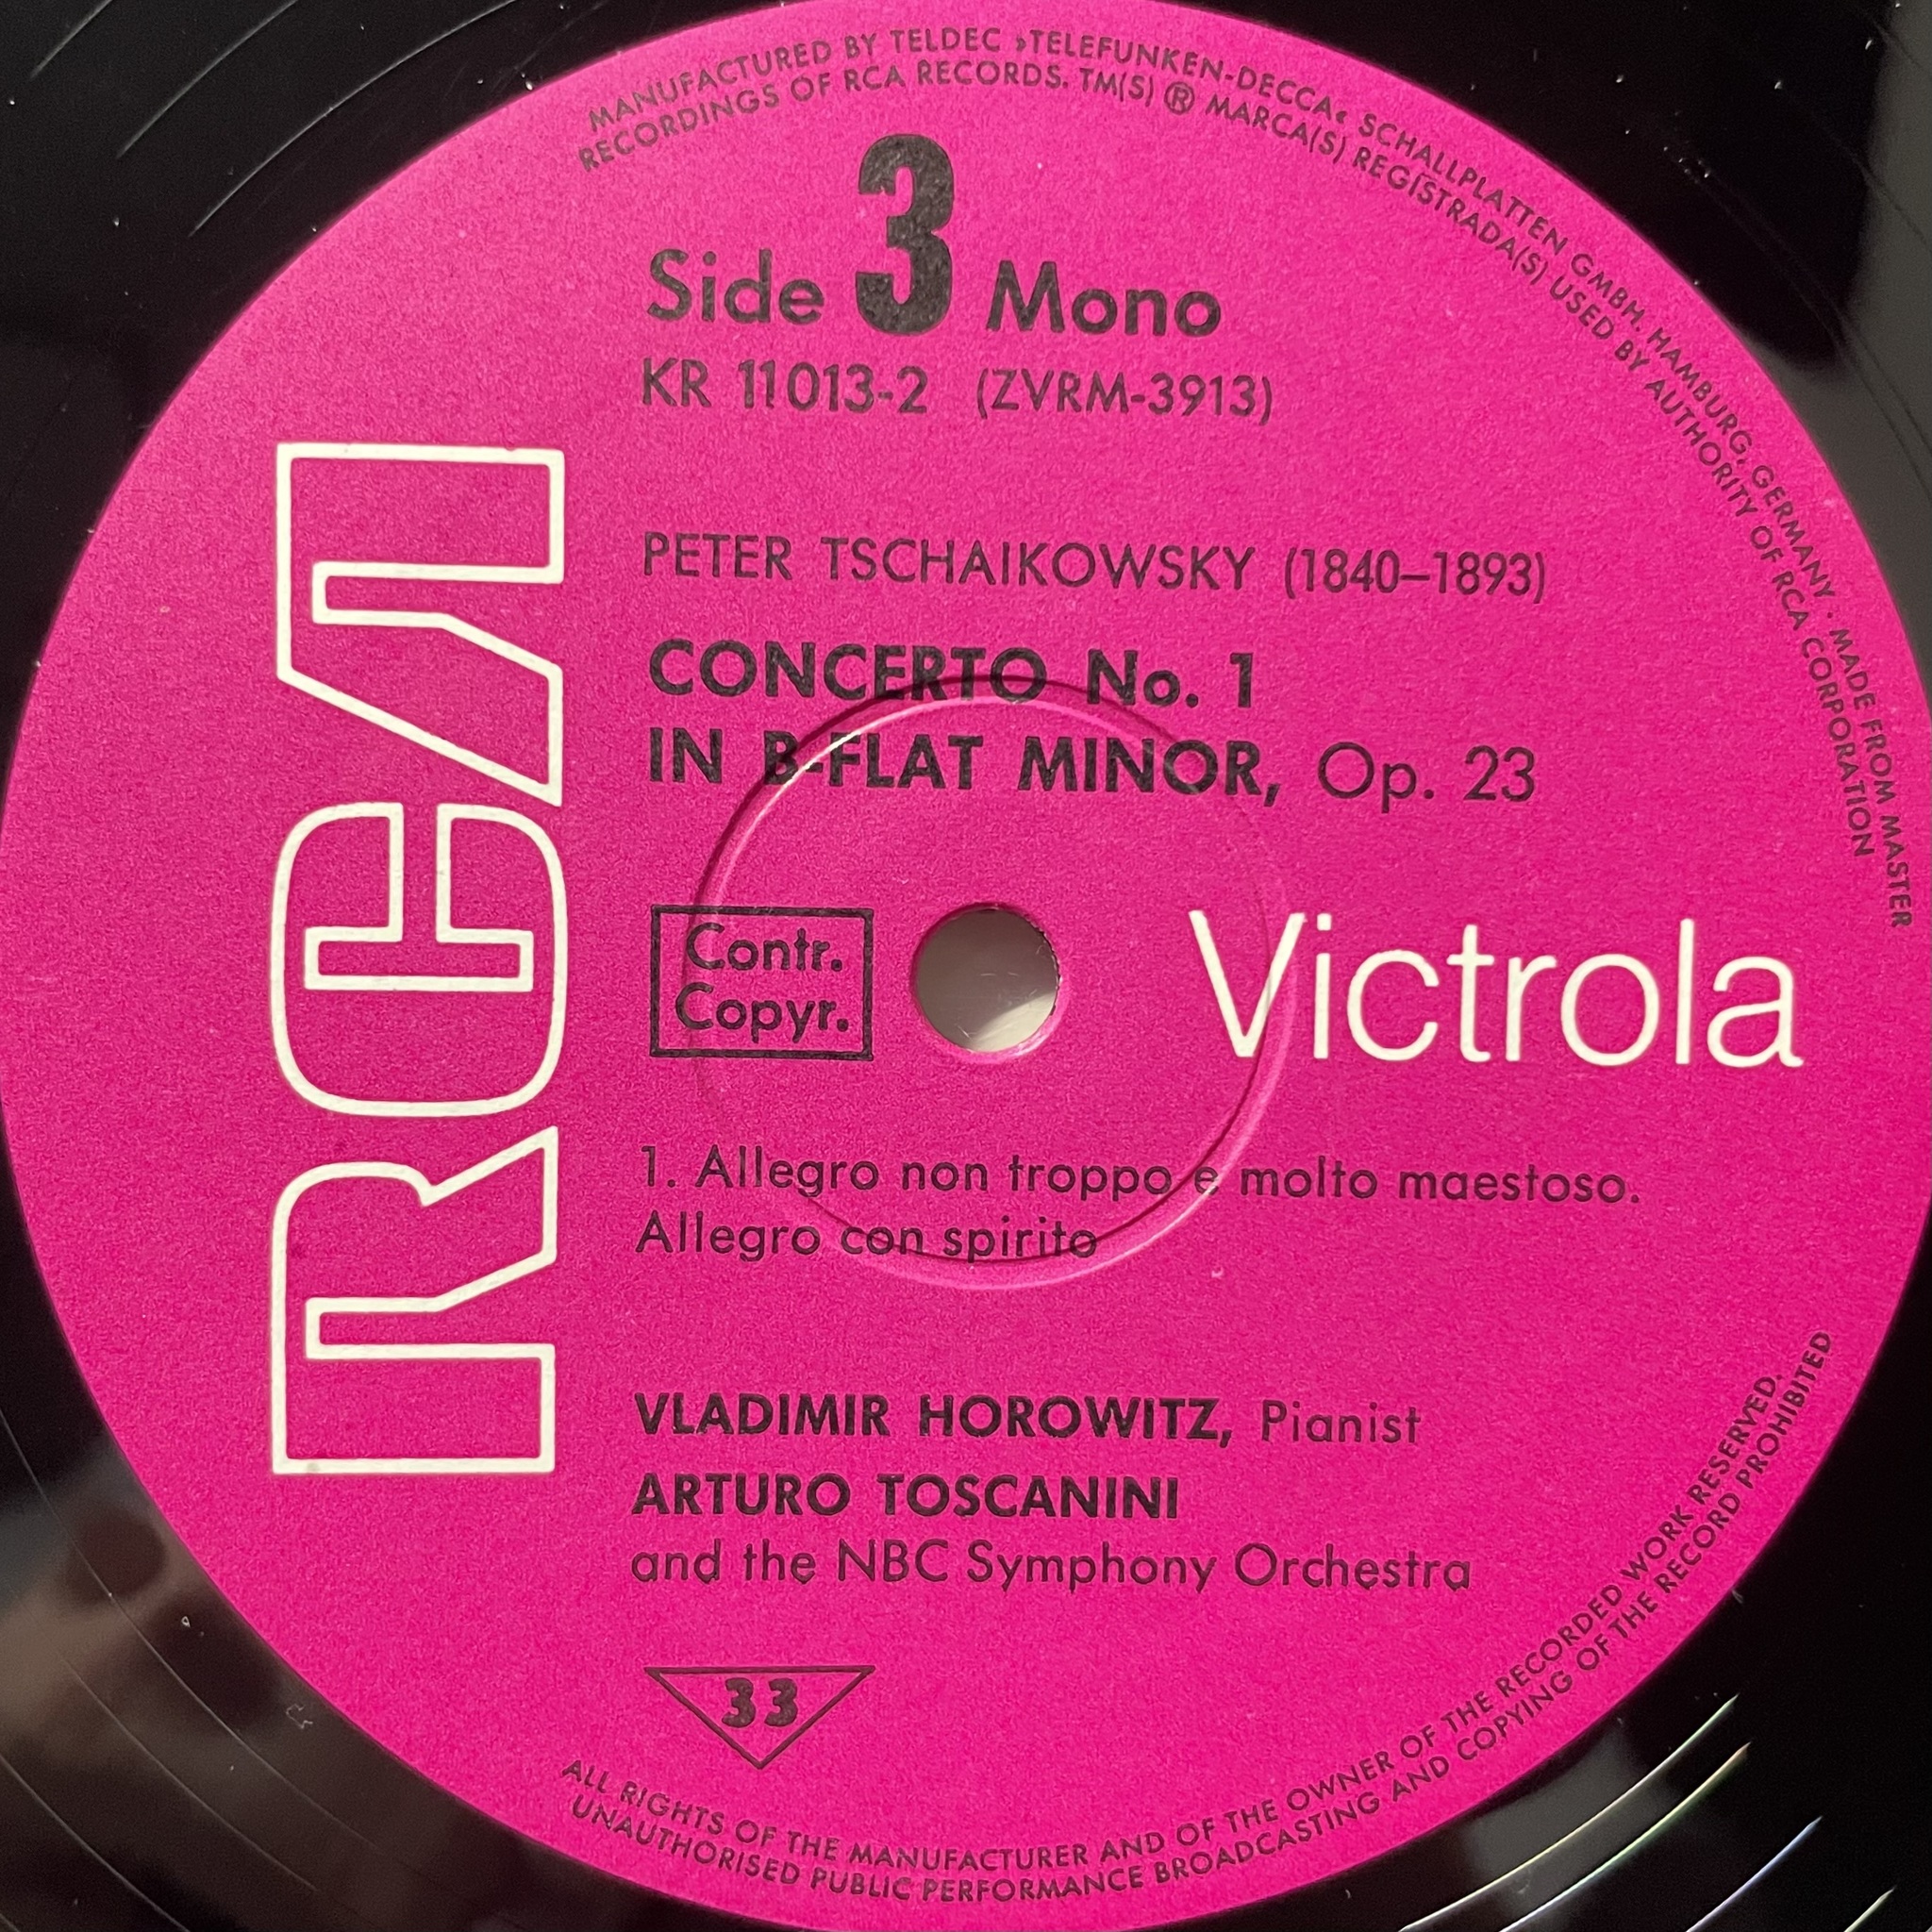 MANUFACTURED BY TELDEC ›TELEFUNKEN-DECCA‹ SCHALLPLATTEN GMBH. HAMBURG, GERMANY · MADE FROM MASTER
RECORDINGS OF RCA RECORDS. TM(S) ® MARCA(S) REGISTRADA(S) USED BY AUTHORITY OF RCA CORPORATION
Side 3 Mono
KR 11013-2 (ZVRM-3913)
RCA
PETER TSCHAIKOWSKY (1840–1893)
CONCERTO No. 1
IN B-FLAT MINOR, Op. 23
Contr.
Copyr.
Victrola
1. Allegro non troppo e molto maestoso.
Allegro con spirito
VLADIMIR HOROWITZ, Pianist
ARTURO TOSCANINI
and the NBC Symphony Orchestra
33
ALL RIGHTS OF THE MANUFACTURER AND OF THE OWNER OF THE RECORDED WORK RESERVED.
UNAUTHORISED PUBLIC PERFORMANCE BROADCASTING AND COPYING OF THE RECORD PROHIBITED